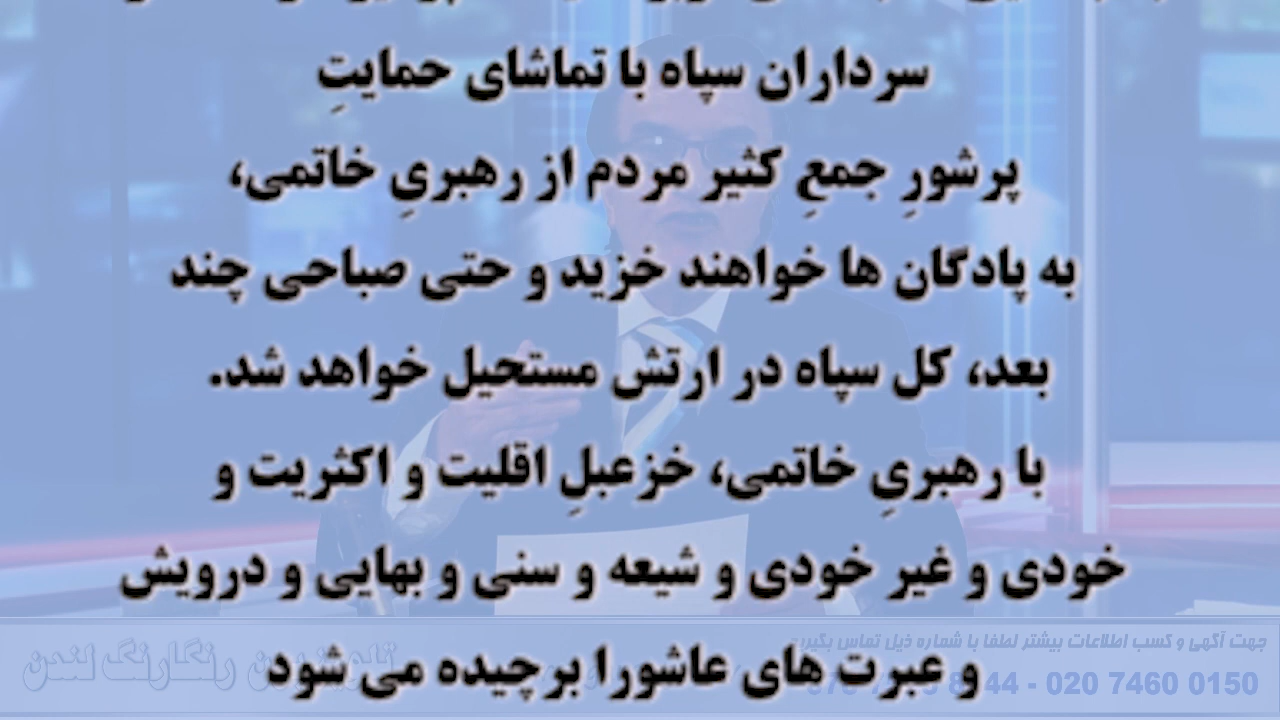 سرداران سپاه با تماشای حمایتِ
پرشورِ جمعِ کثیر مردم از رهبریِ خاتمی،
به پادگان ها خواهند خزید و حتی صباحی چند
بعد، کل سپاه در ارتش مستحیل خواهد شد.
با رهبریِ خاتمی، خزعبلِ اقلیت و اکثریت و
خودی و غیر خودی و شیعه و سنی و بهایی و درویش
جهت آگهی و کسب اطلاعات بیشتر لطفا با شماره ذیل تماس بگیرید
و عبرت های عاشورا برچیده می شود
رنگارنگ لندن
44 - 020 7460 0150